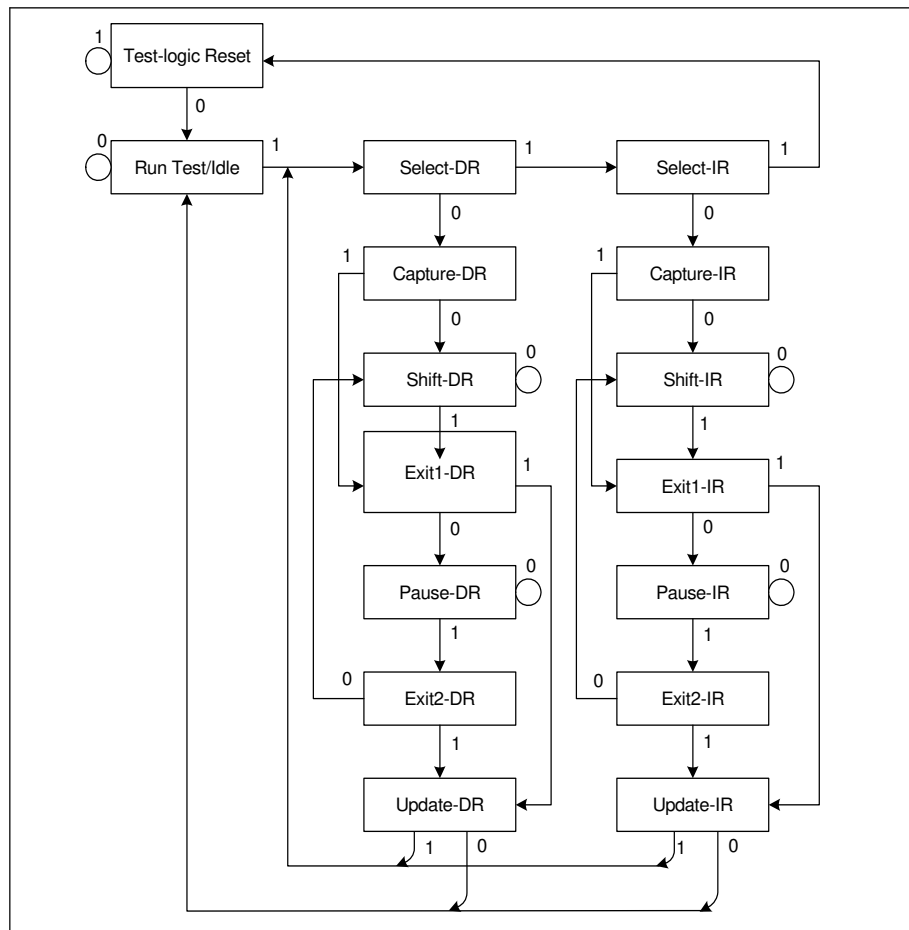 1
Test-logic Reset
0
0
Run Test/Idle
1
Select-DR
1
Select-IR
1
0
0
1
Capture-DR
1
Capture-IR
0
0
0
0
Shift-DR
Shift-IR
1
1
Exit1-DR
1
Exit1-IR
1
0
0
0
0
Pause-DR
Pause-IR
1
1
0
Exit2-DR
0
Exit2-IR
1
1
Update-DR
Update-IR
1
0
1
0